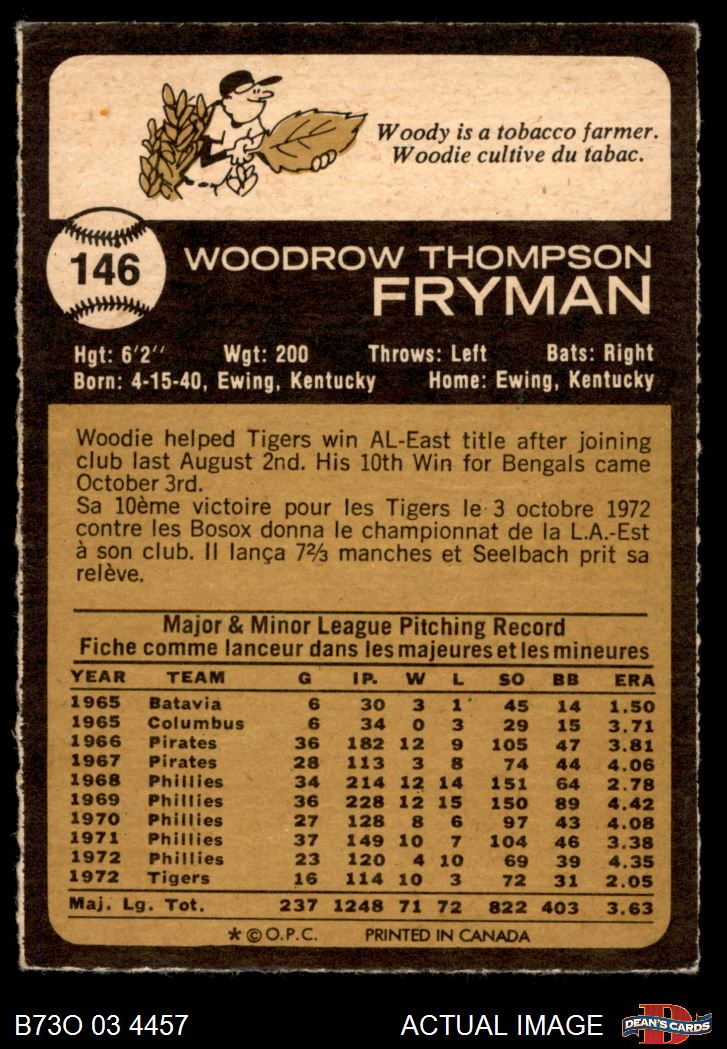 Woody is a tobacco farmer.
Woodie cultive du tabac.
146
WOODROW THOMPSON
FRYMAN
Hgt: 6'2" Wgt: 200 Throws: Left Bats: Right
Born: 4-15-40, Ewing, Kentucky Home: Ewing, Kentucky
Woodie helped Tigers win AL-East title after joining
club last August 2nd. His 10th Win for Bengals came
October 3rd.
Sa 10ème victoire pour les Tigers le 3 octobre 1972
contre les Bosox donna le championnat de la L.A.-Est
à son club. Il lança 7⅔ manches et Seelbach prit sa
relève.
Major & Minor League Pitching Record
Fiche comme lanceur dans les majeures et les mineures
YEAR TEAM G IP. W L SO BB ERA
1965 Batavia 6 30 3 1 45 14 1.50
1965 Columbus 6 34 0 3 29 15 3.71
1966 Pirates 36 182 12 9 105 47 3.81
1967 Pirates 28 113 3 8 74 44 4.06
1968 Phillies 34 214 12 14 151 64 2.78
1969 Phillies 36 228 12 15 150 89 4.42
1970 Phillies 27 128 8 6 97 43 4.08
1971 Phillies 37 149 10 7 104 46 3.38
1972 Phillies 23 120 4 10 69 39 4.35
1972 Tigers 16 114 10 3 72 31 2.05
Maj. Lg. Tot. 237 1248 71 72 822 403 3.63
* © O.P.C. PRINTED IN CANADA
B73O 03 4457 ACTUAL IMAGE D DEAN'S CARDS